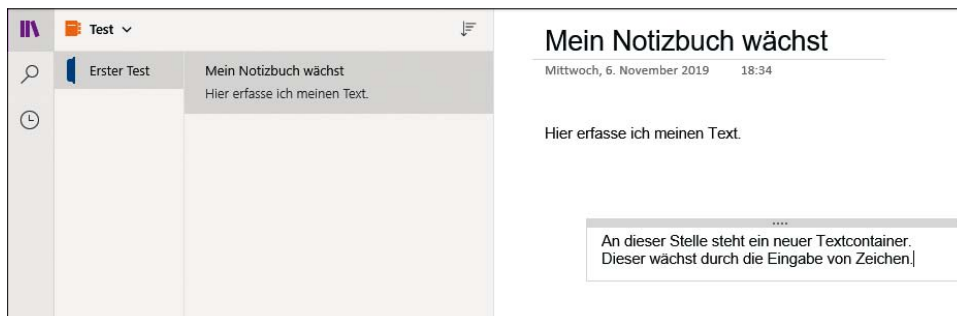 Test
Erster Test
Mein Notizbuch wächst
Hier erfasse ich meinen Text.
Mein Notizbuch wächst
Mittwoch, 6. November 2019 18:34
Hier erfasse ich meinen Text.
An dieser Stelle steht ein neuer Textcontainer.
Dieser wächst durch die Eingabe von Zeichen.